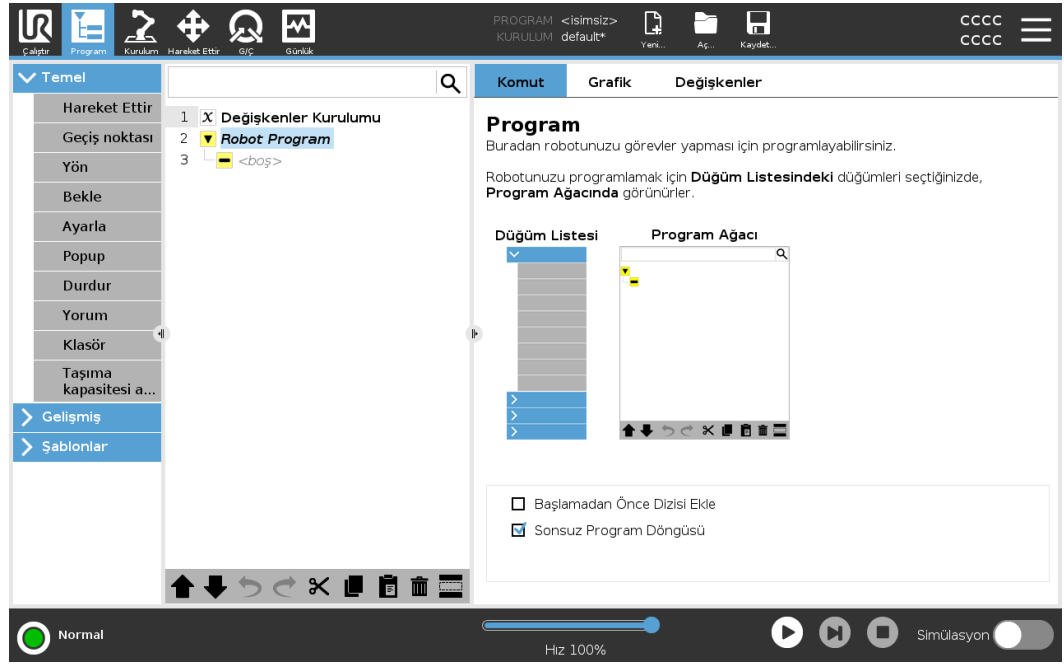 UR
Çalıştır
Program
Kurulum
Hareket Ettir
G/Ç
Günlük
PROGRAM <isimsiz>
KURULUM default*
Yeni...
Aç...
Kaydet...
CCCC
CCCC
Temel
Hareket Ettir
Geçiş noktası
Yön
Bekle
Ayarla
Popup
Durdur
Yorum
Klasör
Taşıma
kapasitesi a...
Gelişmiş
Şablonlar
1 X Değişkenler Kurulumu
2 Robot Program
3 <boş>
Komut
Grafik
Değişkenler
Program
Buradan robotunuzu görevler yapması için programlayabilirsiniz.
Robotunuzu programlamak için Düğüm Listesindeki düğümleri seçtiğinizde,
Program Ağacında görünürler.
Düğüm Listesi
Program Ağacı
Başlamadan Önce Dizisi Ekle
Sonsuz Program Döngüsü
Normal
Hız 100%
Simülasyon